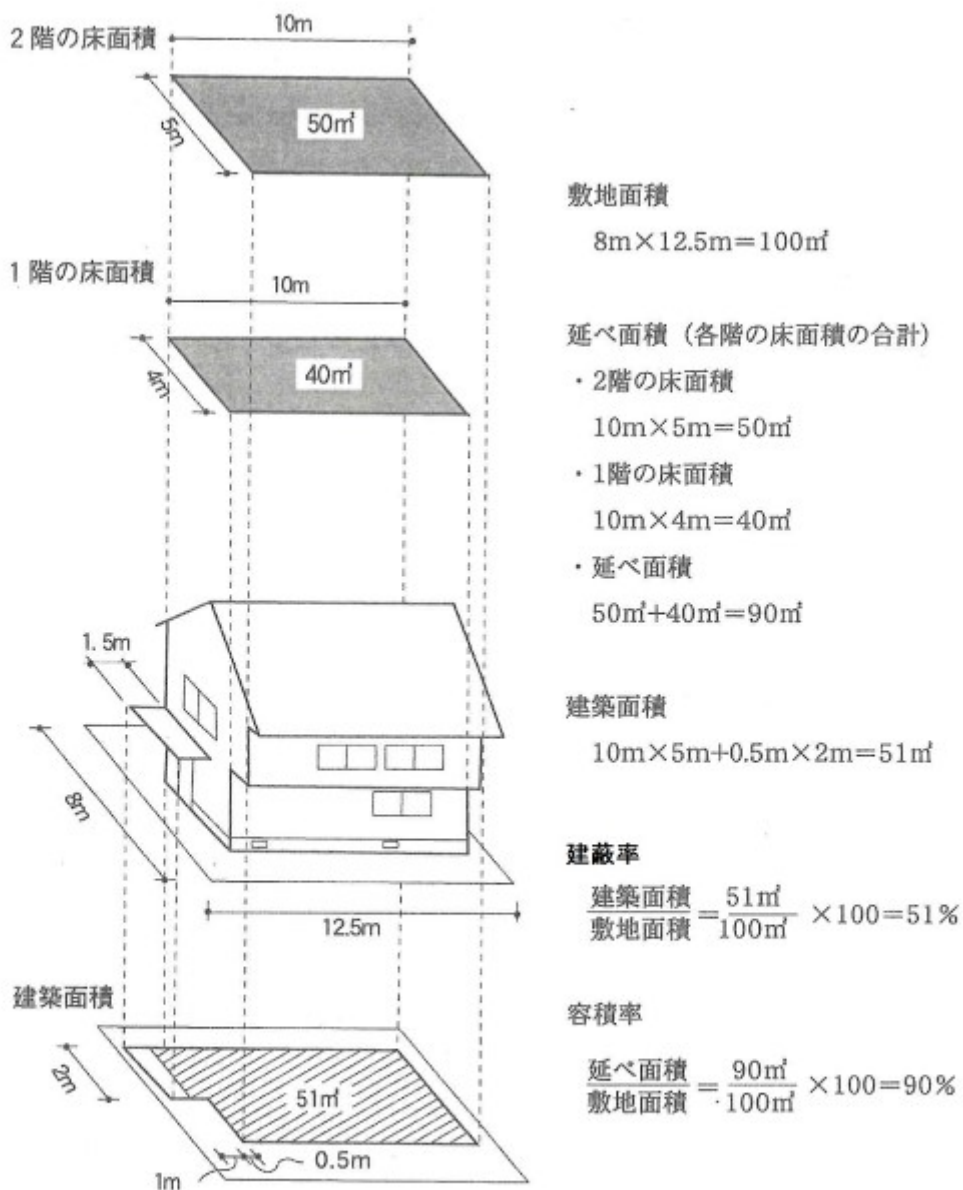 2階の床面積
10m
50㎡
5m
1階の床面積
10m
40㎡
4m
1.5m
8m
12.5m
建築面積
2m
51㎡
0.5m
1m
敷地面積
8m×12.5m=100㎡
延べ面積(各階の床面積の合計)
・2階の床面積
10m×5m=50㎡
・1階の床面積
10m×4m=40㎡
・延べ面積
50㎡+40㎡=90㎡
建築面積
10m×5m+0.5m×2m=51㎡
建蔽率
建築面積/敷地面積=51㎡/100㎡×100=51%
容積率
延べ面積/敷地面積=90㎡/100㎡×100=90%